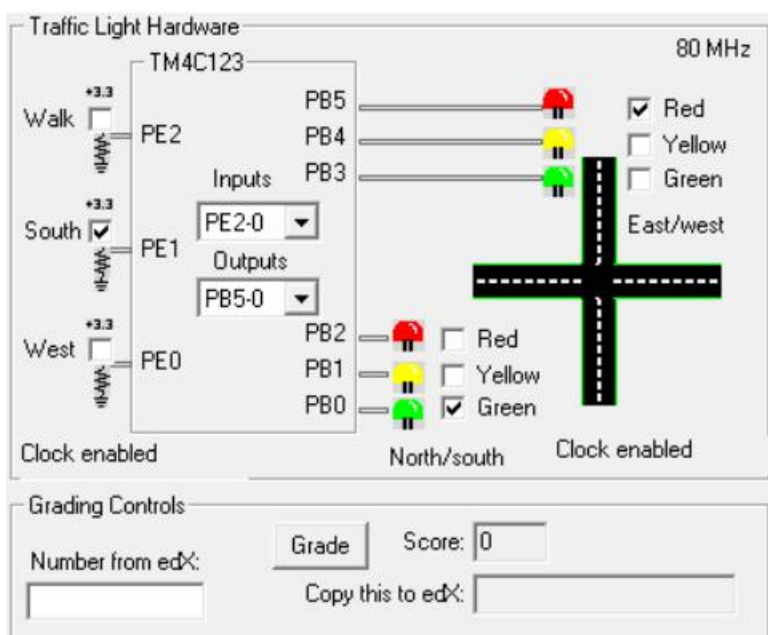 Traffic Light Hardware
80 MHz
TM4C123
+3.3
Walk
PE2
PB5
Red
PB4
Yellow
PB3
Green
Inputs
PE2-0
East/west
+3.3
South
PE1
Outputs
PB5-0
+3.3
West
PE0
PB2
Red
PB1
Yellow
PB0
Green
Clock enabled
North/south
Clock enabled
Grading Controls
Number from edX:
Grade
Score: 0
Copy this to edX: